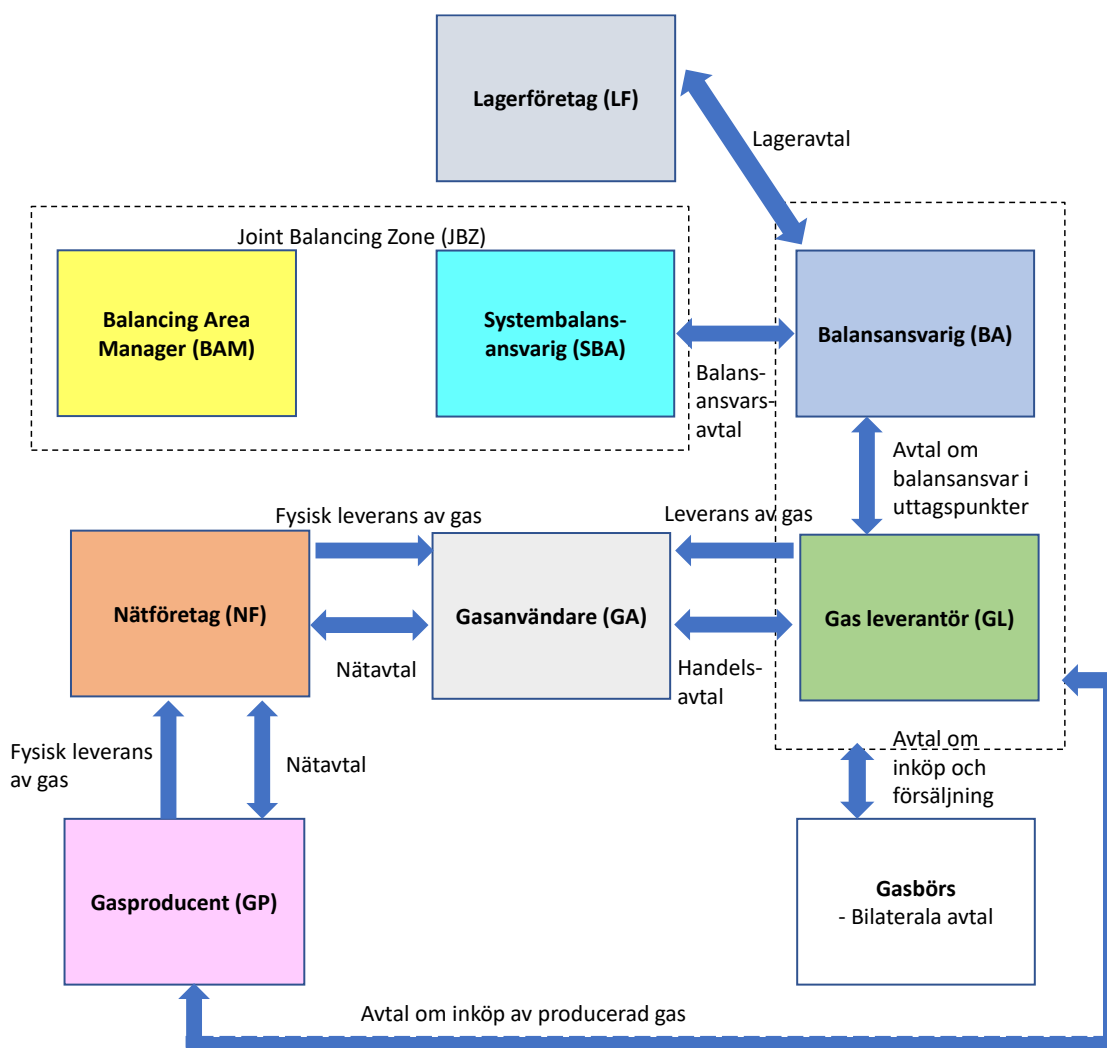 Lagerföretag (LF)
Lageravtal
Joint Balancing Zone (JBZ)
Balancing Area
Manager (BAM)
Systembalans-
ansvarig (SBA)
Balansansvarig (BA)
Balans-
ansvars-
avtal
Avtal om
balansansvar i
uttagspunkter
Fysisk leverans av gas
Leverans av gas
Nätföretag (NF)
Gasanvändare (GA)
Gas leverantör (GL)
Nätavtal
Handels-
avtal
Fysisk leverans
av gas
Nätavtal
Avtal om
inköp och
försäljning
Gasproducent (GP)
Gasbörs
- Bilaterala avtal
Avtal om inköp av producerad gas